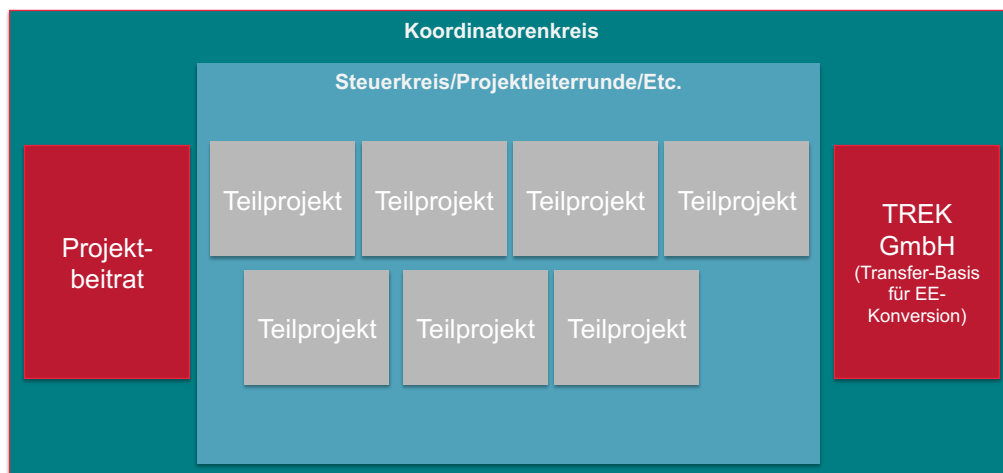 Koordinatorenkreis
Steuerkreis/Projektleiterrunde/Etc.
Teilprojekt
Teilprojekt
Teilprojekt
Teilprojekt
Projekt-
beitrat
TREK
GmbH
(Transfer-Basis
für EE-
Konversion)
Teilprojekt
Teilprojekt
Teilprojekt